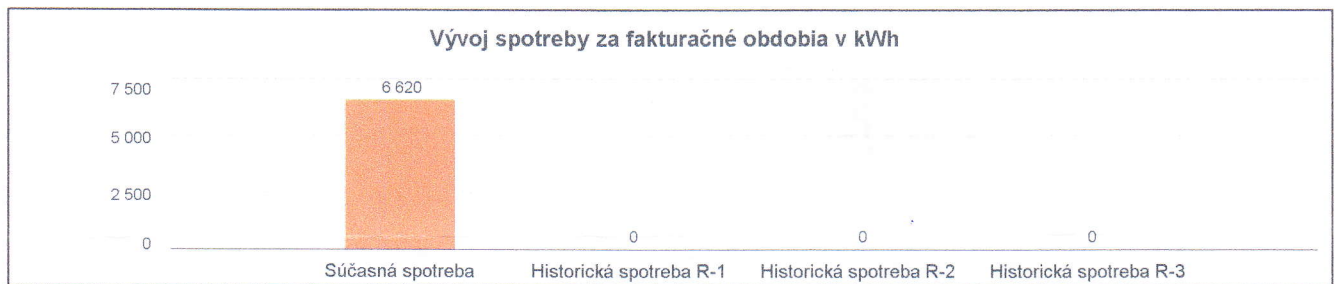 Vývoj spotreby za fakturačné obdobia v kWh
7 500
6 620
5 000
2 500
0
0
0
0
Súčasná spotreba
Historická spotreba R-1
Historická spotreba R-2
Historická spotreba R-3